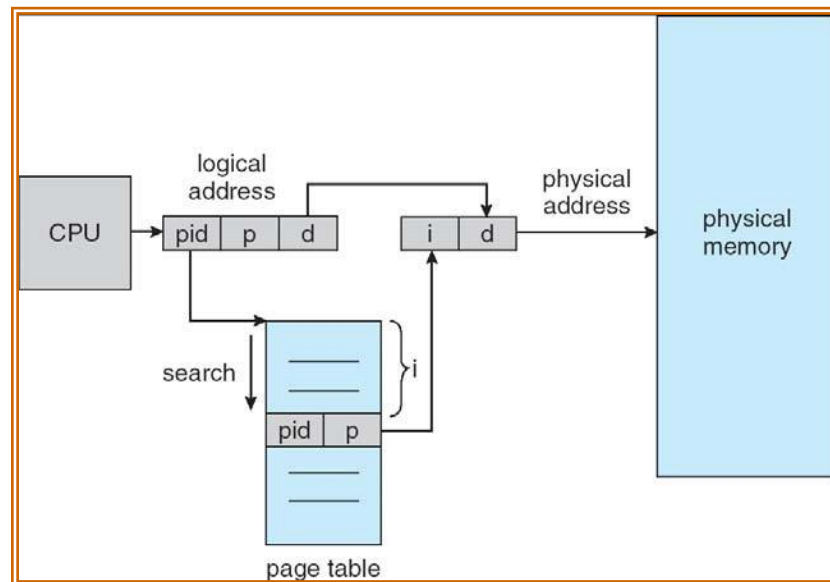 logical
address
CPU
pid p d
i d
physical
address
physical
memory
search
i
pid p
page table